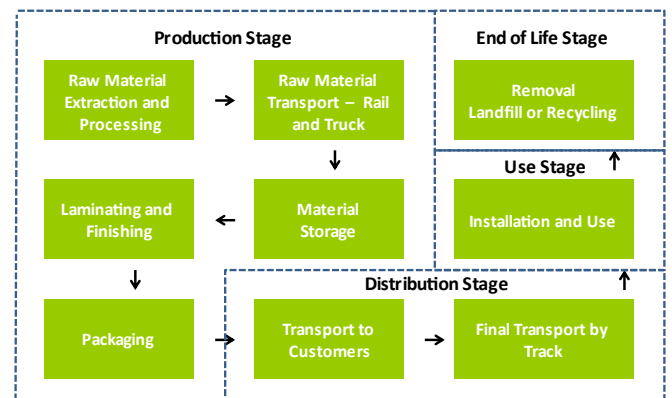 Production Stage
Raw Material
Extraction and
Processing
Raw Material
Transport – Rail
and Truck
Laminating and
Finishing
Material
Storage
Packaging
End of Life Stage
Removal
Landfill or Recycling
Use Stage
Installation and Use
Distribution Stage
Transport to
Customers
Final Transport by
Track